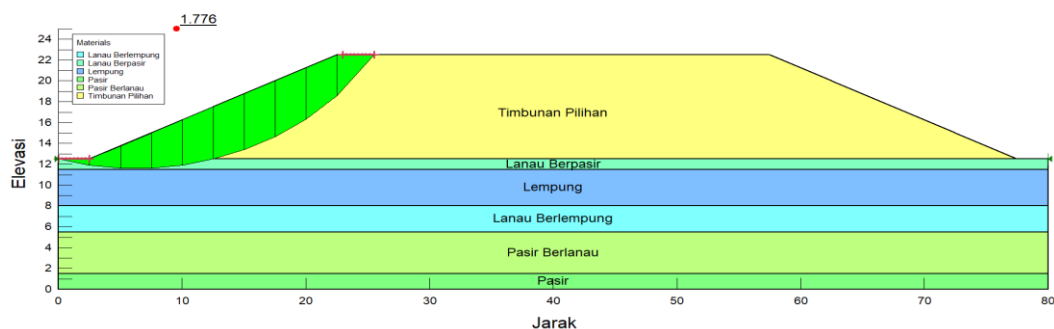 1.776
24
22
20
18
16
14
12
10
8
6
4
2
0
Elevasi
Materials
Lanau Berlempung
Lanau Berpasir
Lempung
Pasir
Pasir Berlanau
Timbunan Pilihan
Timbunan Pilihan
Lanau Berpasir
Lempung
Lanau Berlempung
Pasir Berlanau
Pasir
0 10 20 30 40 50 60 70 80
Jarak